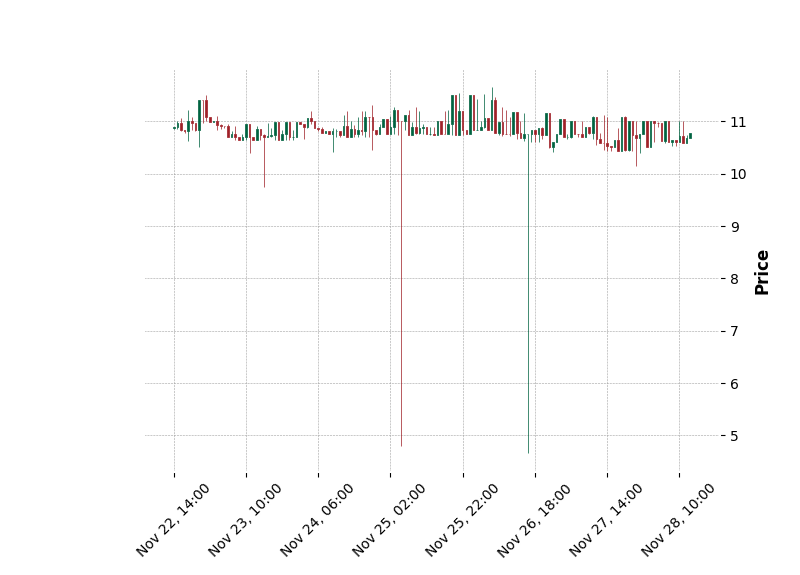 11
10
9
8
7
6
5
Price
Nov 22, 14:00
Nov 23, 10:00
Nov 24, 06:00
Nov 25, 02:00
Nov 25, 22:00
Nov 26, 18:00
Nov 27, 14:00
Nov 28, 10:00